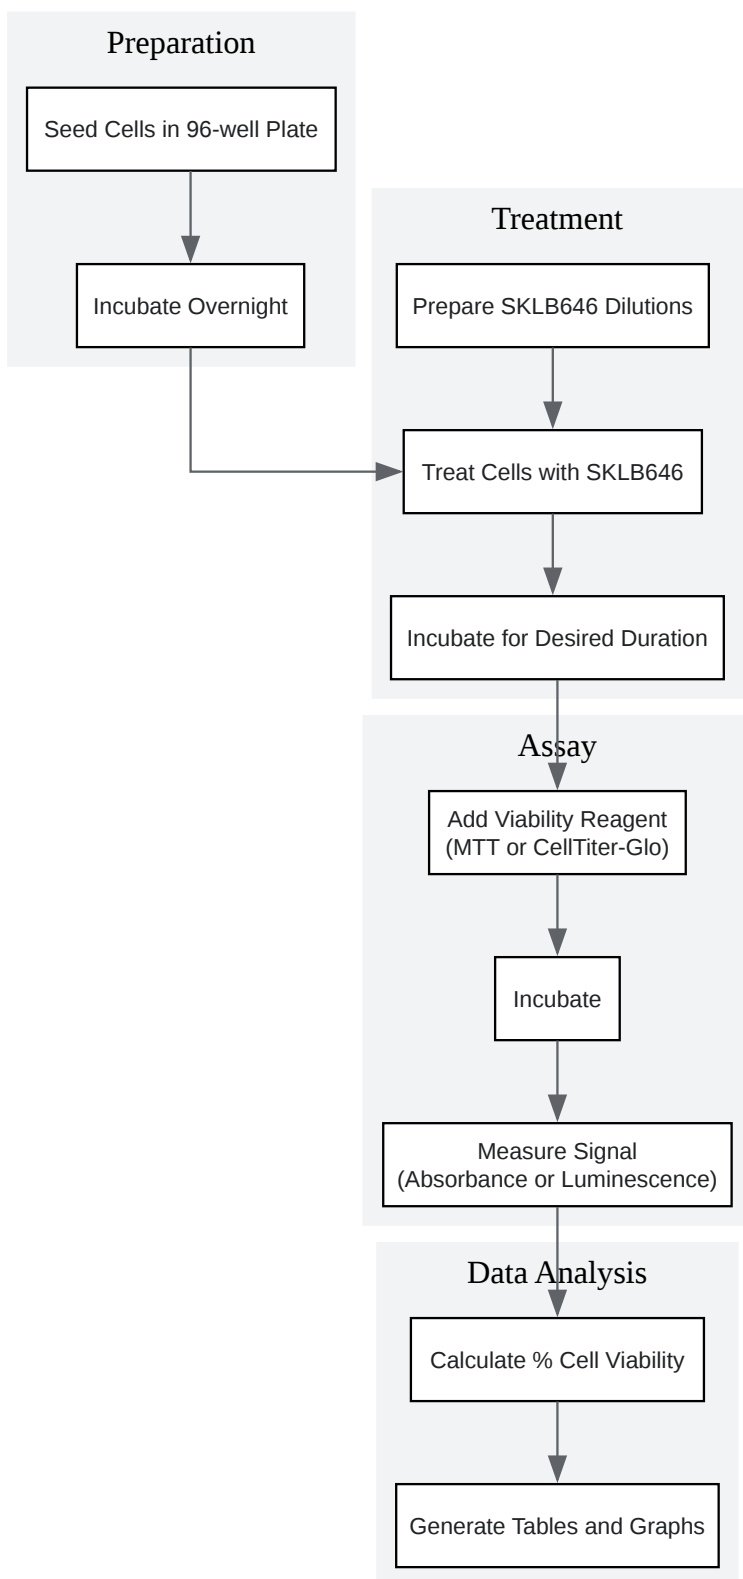 Preparation
Seed Cells in 96-well Plate
Incubate Overnight
Treatment
Prepare SKLB646 Dilutions
Treat Cells with SKLB646
Incubate for Desired Duration
Assay
Add Viability Reagent
(MTT or CellTiter-Glo)
Incubate
Measure Signal
(Absorbance or Luminescence)
Data Analysis
Calculate % Cell Viability
Generate Tables and Graphs